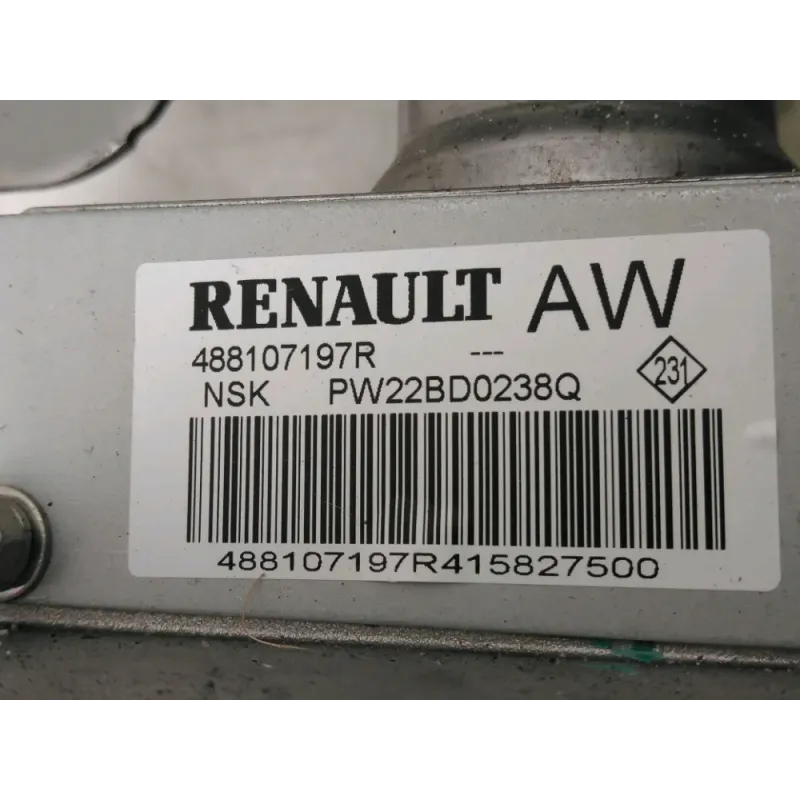 RENAULT AW
488107197R ---
NSK PW22BD0238Q
231
488107197R415827500